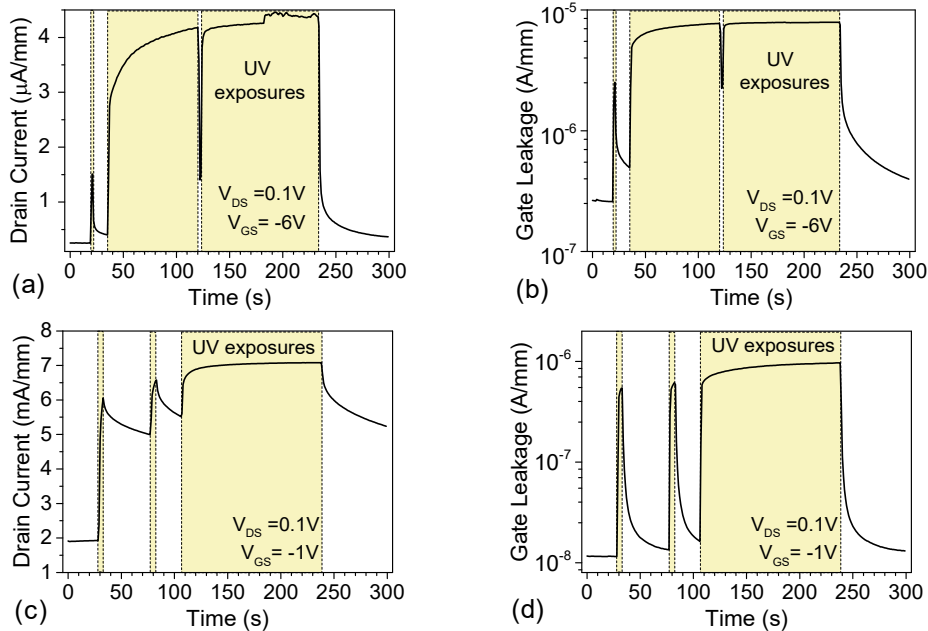 Drain Current (μA/mm)
4
3
2
1
UV
exposures
V_DS =0.1V
V_GS= -6V
0 50 100 150 200 250 300
Time (s)
(a)
Gate Leakage (A/mm)
10⁻⁵
10⁻⁶
10⁻⁷
UV
exposures
V_DS =0.1V
V_GS= -6V
0 50 100 150 200 250 300
Time (s)
(b)
Drain Current (mA/mm)
8
7
6
5
4
3
2
1
UV exposures
V_DS =0.1V
V_GS= -1V
0 50 100 150 200 250 300
Time (s)
(c)
Gate Leakage (A/mm)
10⁻⁶
10⁻⁷
10⁻⁸
UV exposures
V_DS =0.1V
V_GS= -1V
0 50 100 150 200 250 300
Time (s)
(d)